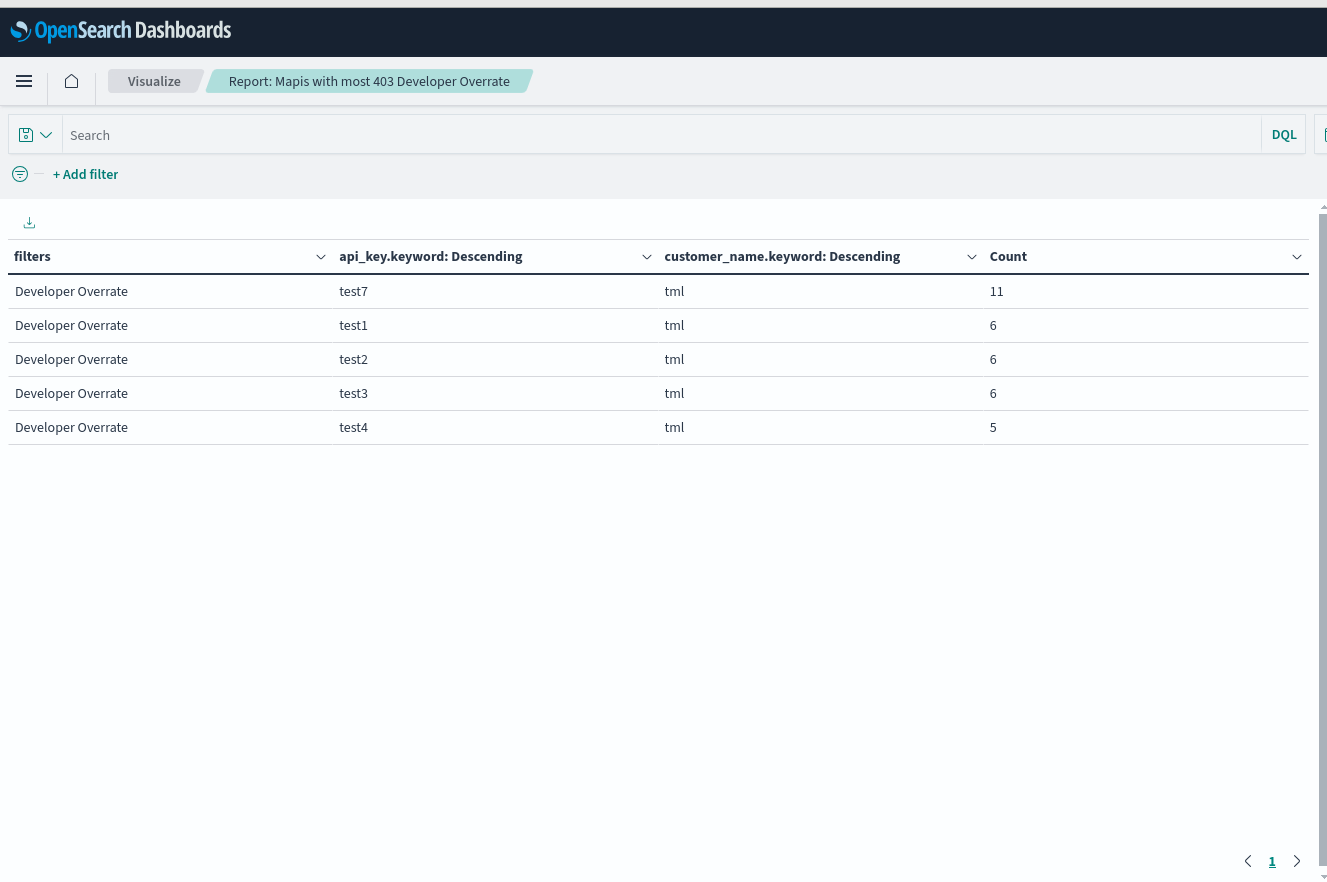 OpenSearch Dashboards
Visualize
Report: Mapis with most 403 Developer Overrate
Search
DQL
+ Add filter
filters api_key.keyword: Descending customer_name.keyword: Descending Count
Developer Overrate test7 tml 11
Developer Overrate test1 tml 6
Developer Overrate test2 tml 6
Developer Overrate test3 tml 6
Developer Overrate test4 tml 5
1